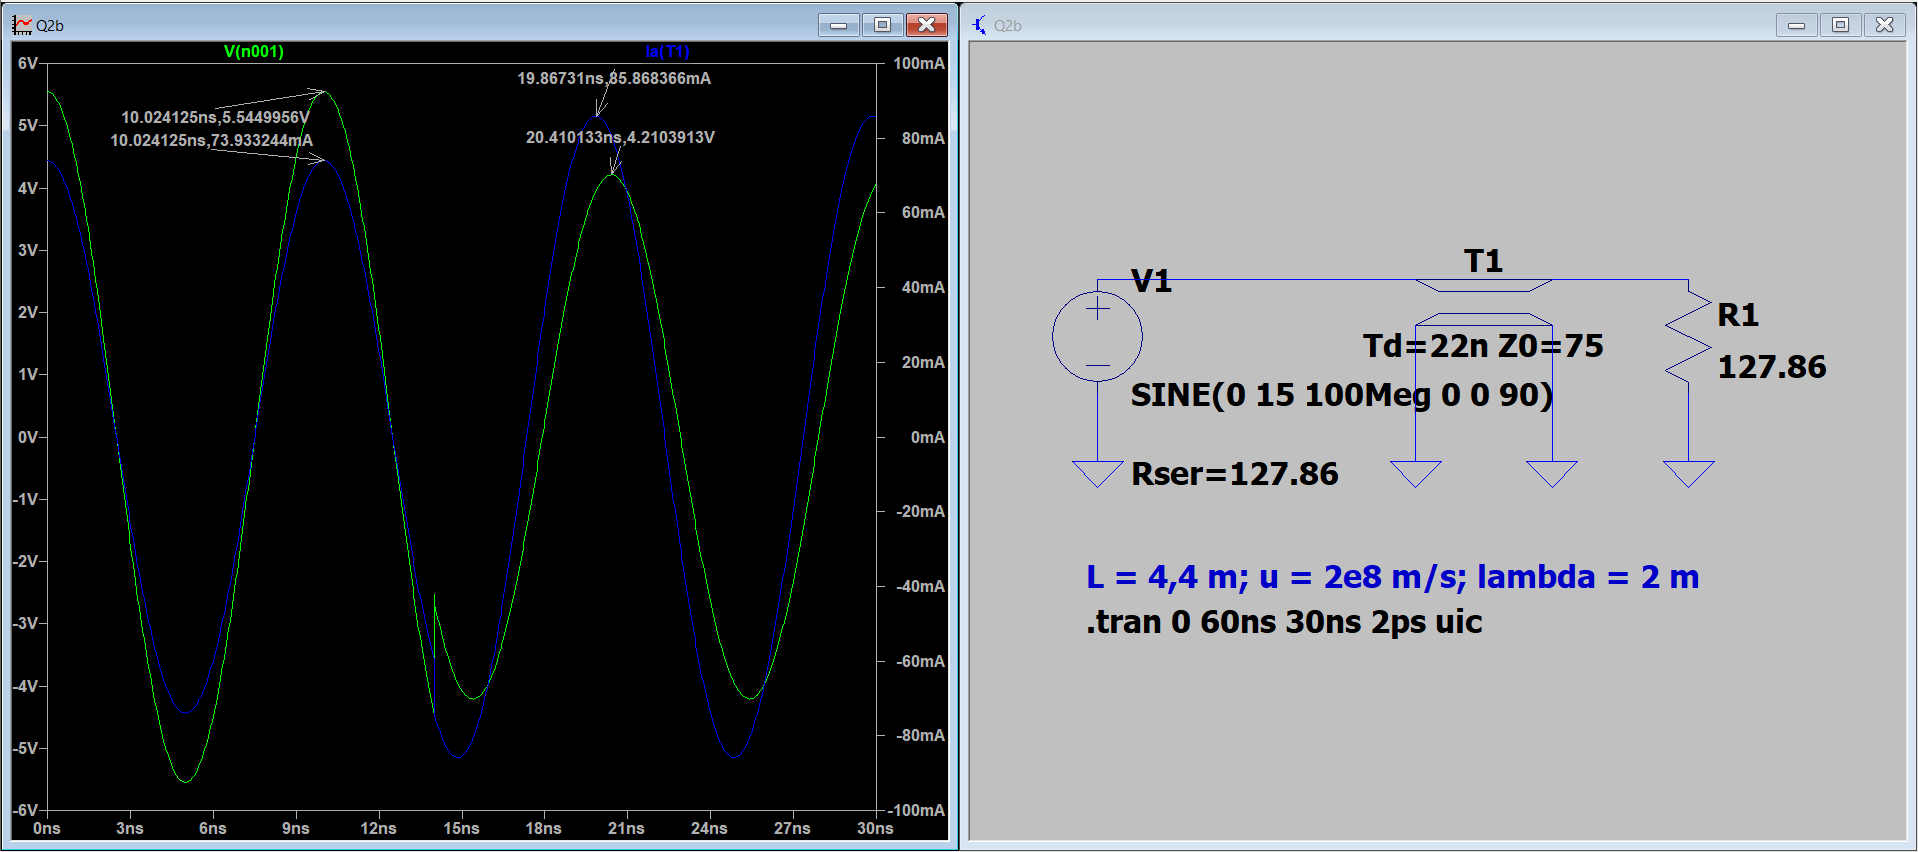 Q2b
V(n001)
Ia(T1)
6V
5V
4V
3V
2V
1V
0V
-1V
-2V
-3V
-4V
-5V
-6V
100mA
80mA
60mA
40mA
20mA
0mA
-20mA
-40mA
-60mA
-80mA
-100mA
0ns
3ns
6ns
9ns
12ns
15ns
18ns
21ns
24ns
27ns
30ns
10.024125ns,5.5449956V
10.024125ns,73.933244mA
19.86731ns,85.868366mA
20.410133ns,4.2103913V
Q2b
V1
T1
R1
Td=22n Z0=75
127.86
SINE(0 15 100Meg 0 0 90)
Rser=127.86
L = 4,4 m; u = 2e8 m/s; lambda = 2 m
.tran 0 60ns 30ns 2ps uic